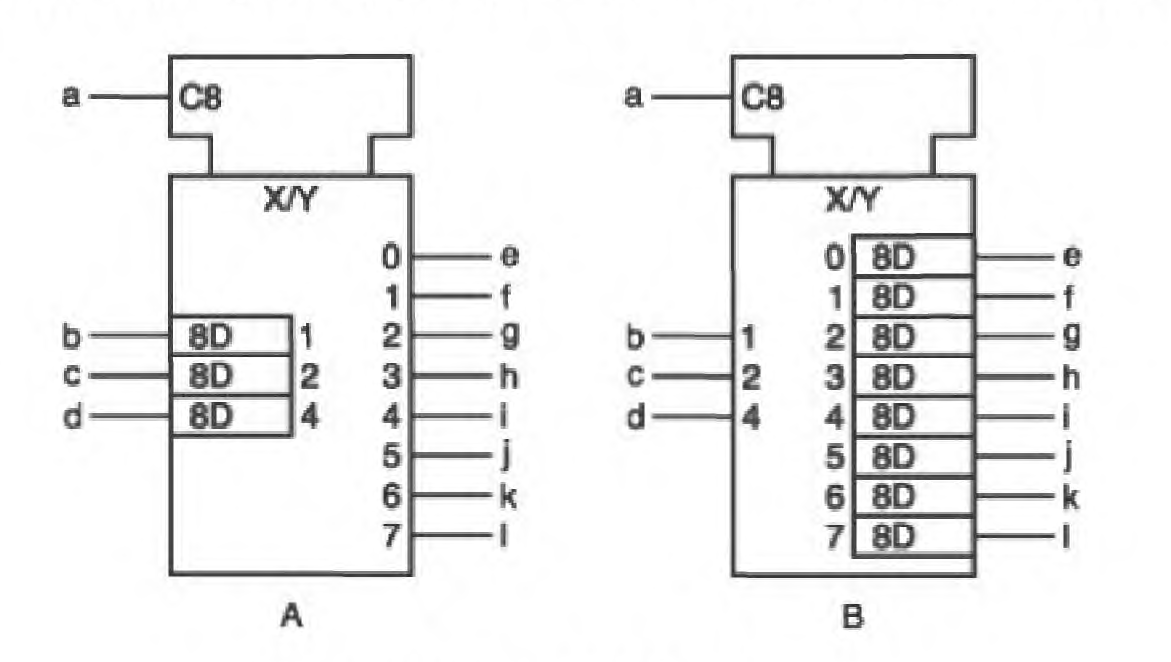 a C8 a C8
X/Y X/Y
0 e 0 8D e
1 f 1 8D f
b 8D 1 2 g b 1 2 8D g
c 8D 2 3 h c 2 3 8D h
d 8D 4 4 i d 4 4 8D i
5 j 5 8D j
6 k 6 8D k
7 l 7 8D l
A B